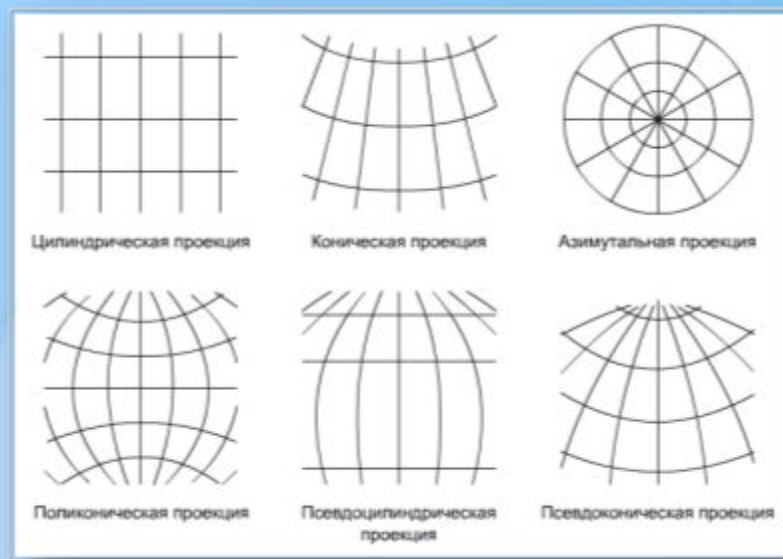 Цилиндрическая проекция
Коническая проекция
Азимутальная проекция
Поликоническая проекция
Псевдоцилиндрическая
проекция
Псевдоконическая проекция